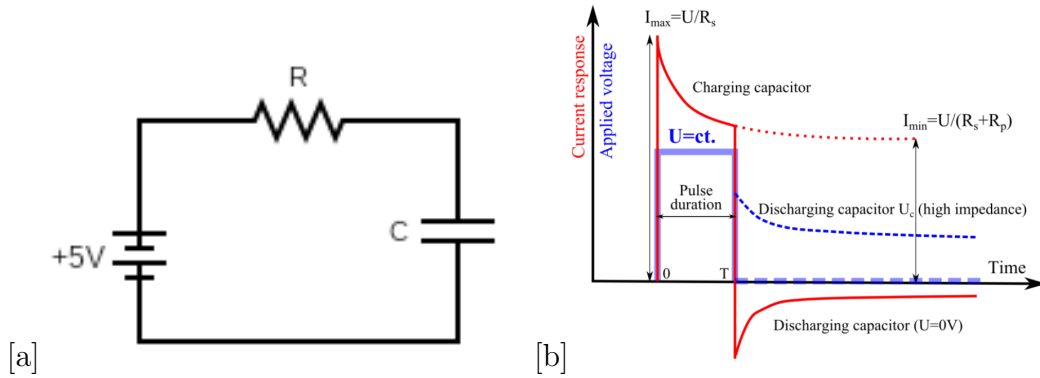 R
C
+5V
[a]
I_max=U/R_s
Current response
Applied voltage
Charging capacitor
I_min=U/(R_s+R_p)
U=ct.
Pulse
duration
Discharging capacitor U_c (high impedance)
Time
0
T
Discharging capacitor (U=0V)
[b]